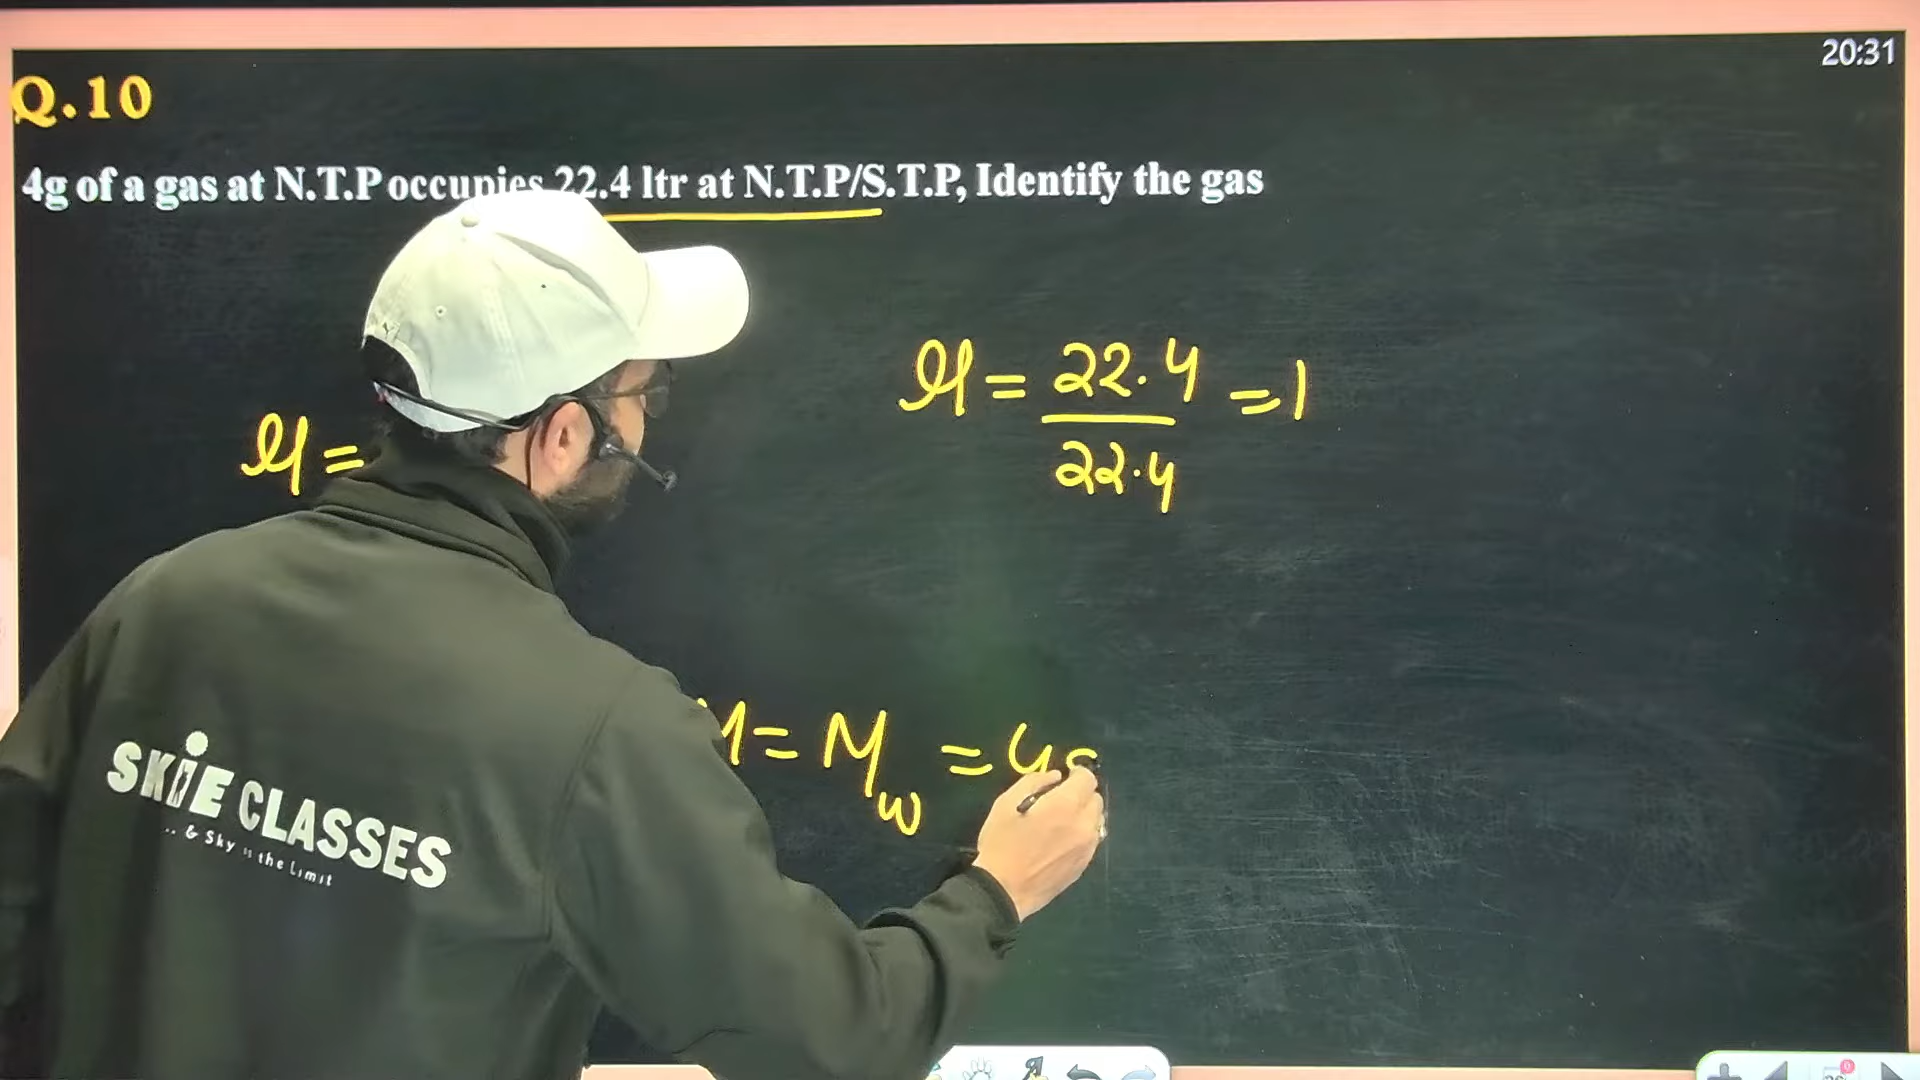 20:31
Q.10
4g of a gas at N.T.P occupies 22.4 ltr at N.T.P/S.T.P, Identify the gas
n = 22.4 / 22.4 = 1
n =
M = Mw = 4g
SKIE CLASSES
.. & Sky is the Limit